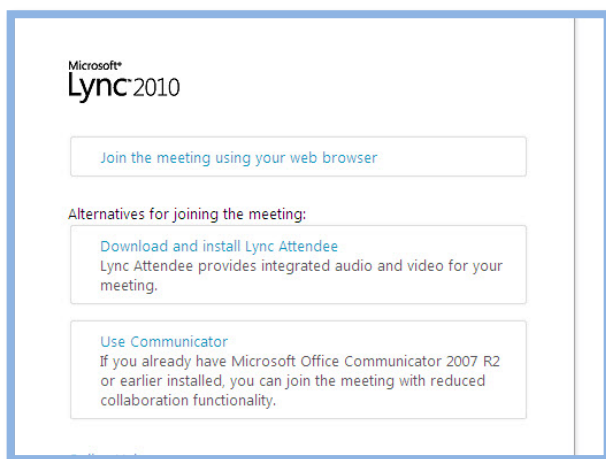 Microsoft®
Lync™2010
Join the meeting using your web browser
Alternatives for joining the meeting:
Download and install Lync Attendee
Lync Attendee provides integrated audio and video for your
meeting.
Use Communicator
If you already have Microsoft Office Communicator 2007 R2
or earlier installed, you can join the meeting with reduced
collaboration functionality.